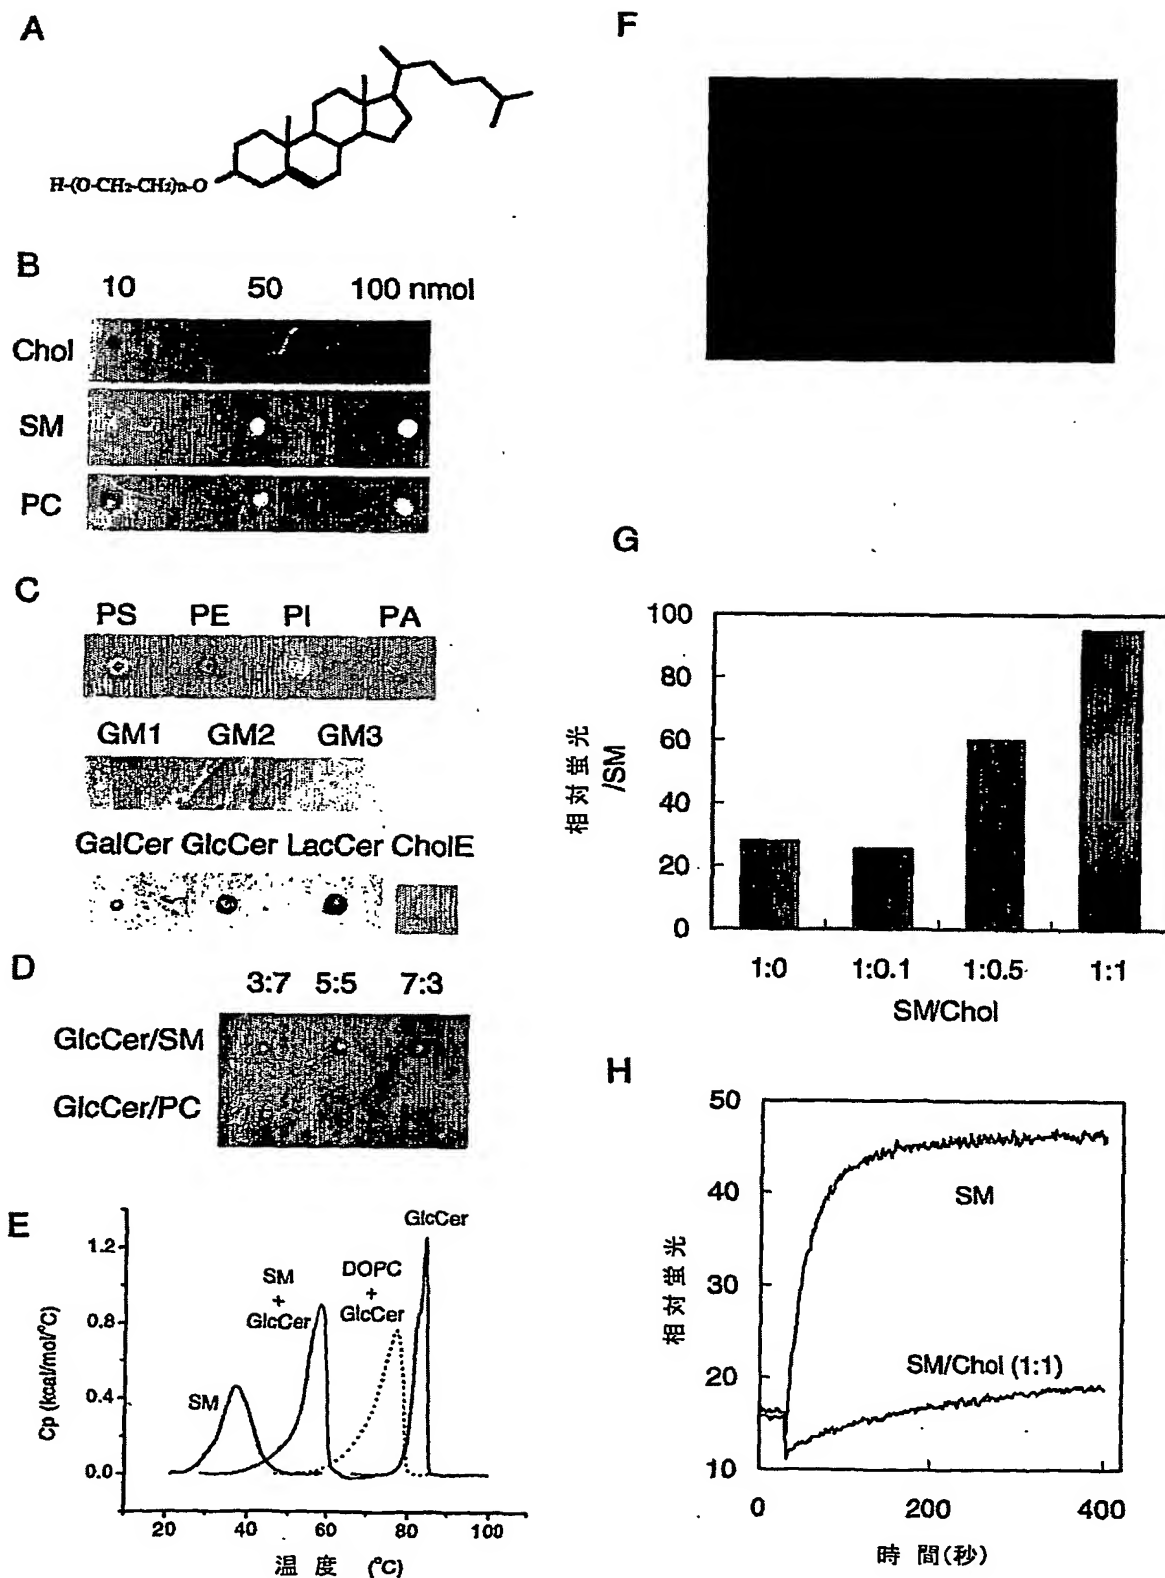 A
H-(O-CH₂-CH₂)n-O
B
10 50 100 nmol
Chol
SM
PC
C
PS PE PI PA
GM1 GM2 GM3
GalCer GlcCer LacCer CholE
D
3:7 5:5 7:3
GlcCer/SM
GlcCer/PC
E
Cp (kcal/mol/°C)
1.2
0.8
0.4
0.0
SM
SM
+
GlcCer
DOPC
+
GlcCer
GlcCer
20 40 60 80 100
温度 (°C)
F
G
相対蛍光
/SM
100
80
60
40
20
0
1:0 1:0.1 1:0.5 1:1
SM/Chol
H
相対蛍光
50
40
30
20
10
SM
SM/Chol (1:1)
0 200 400
時間(秒)